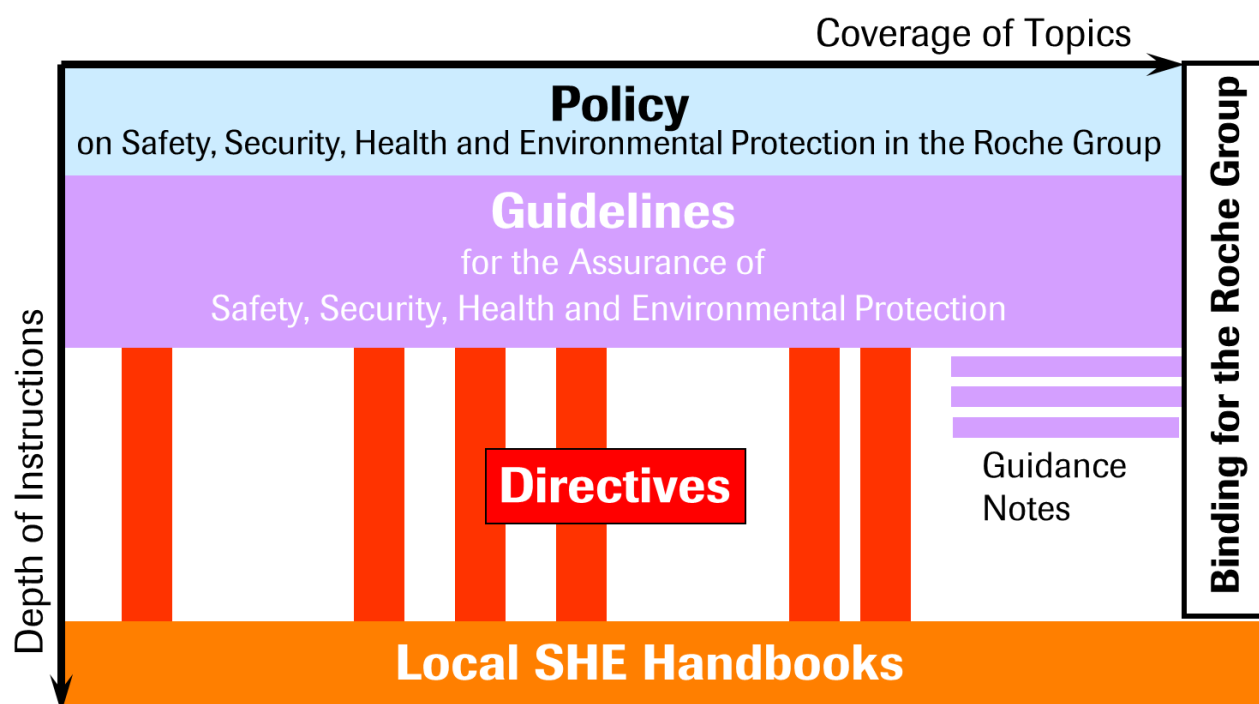 Coverage of Topics
Policy
on Safety, Security, Health and Environmental Protection in the Roche Group
Guidelines
for the Assurance of
Safety, Security, Health and Environmental Protection
Directives
Guidance
Notes
Local SHE Handbooks
Depth of Instructions
Binding for the Roche Group